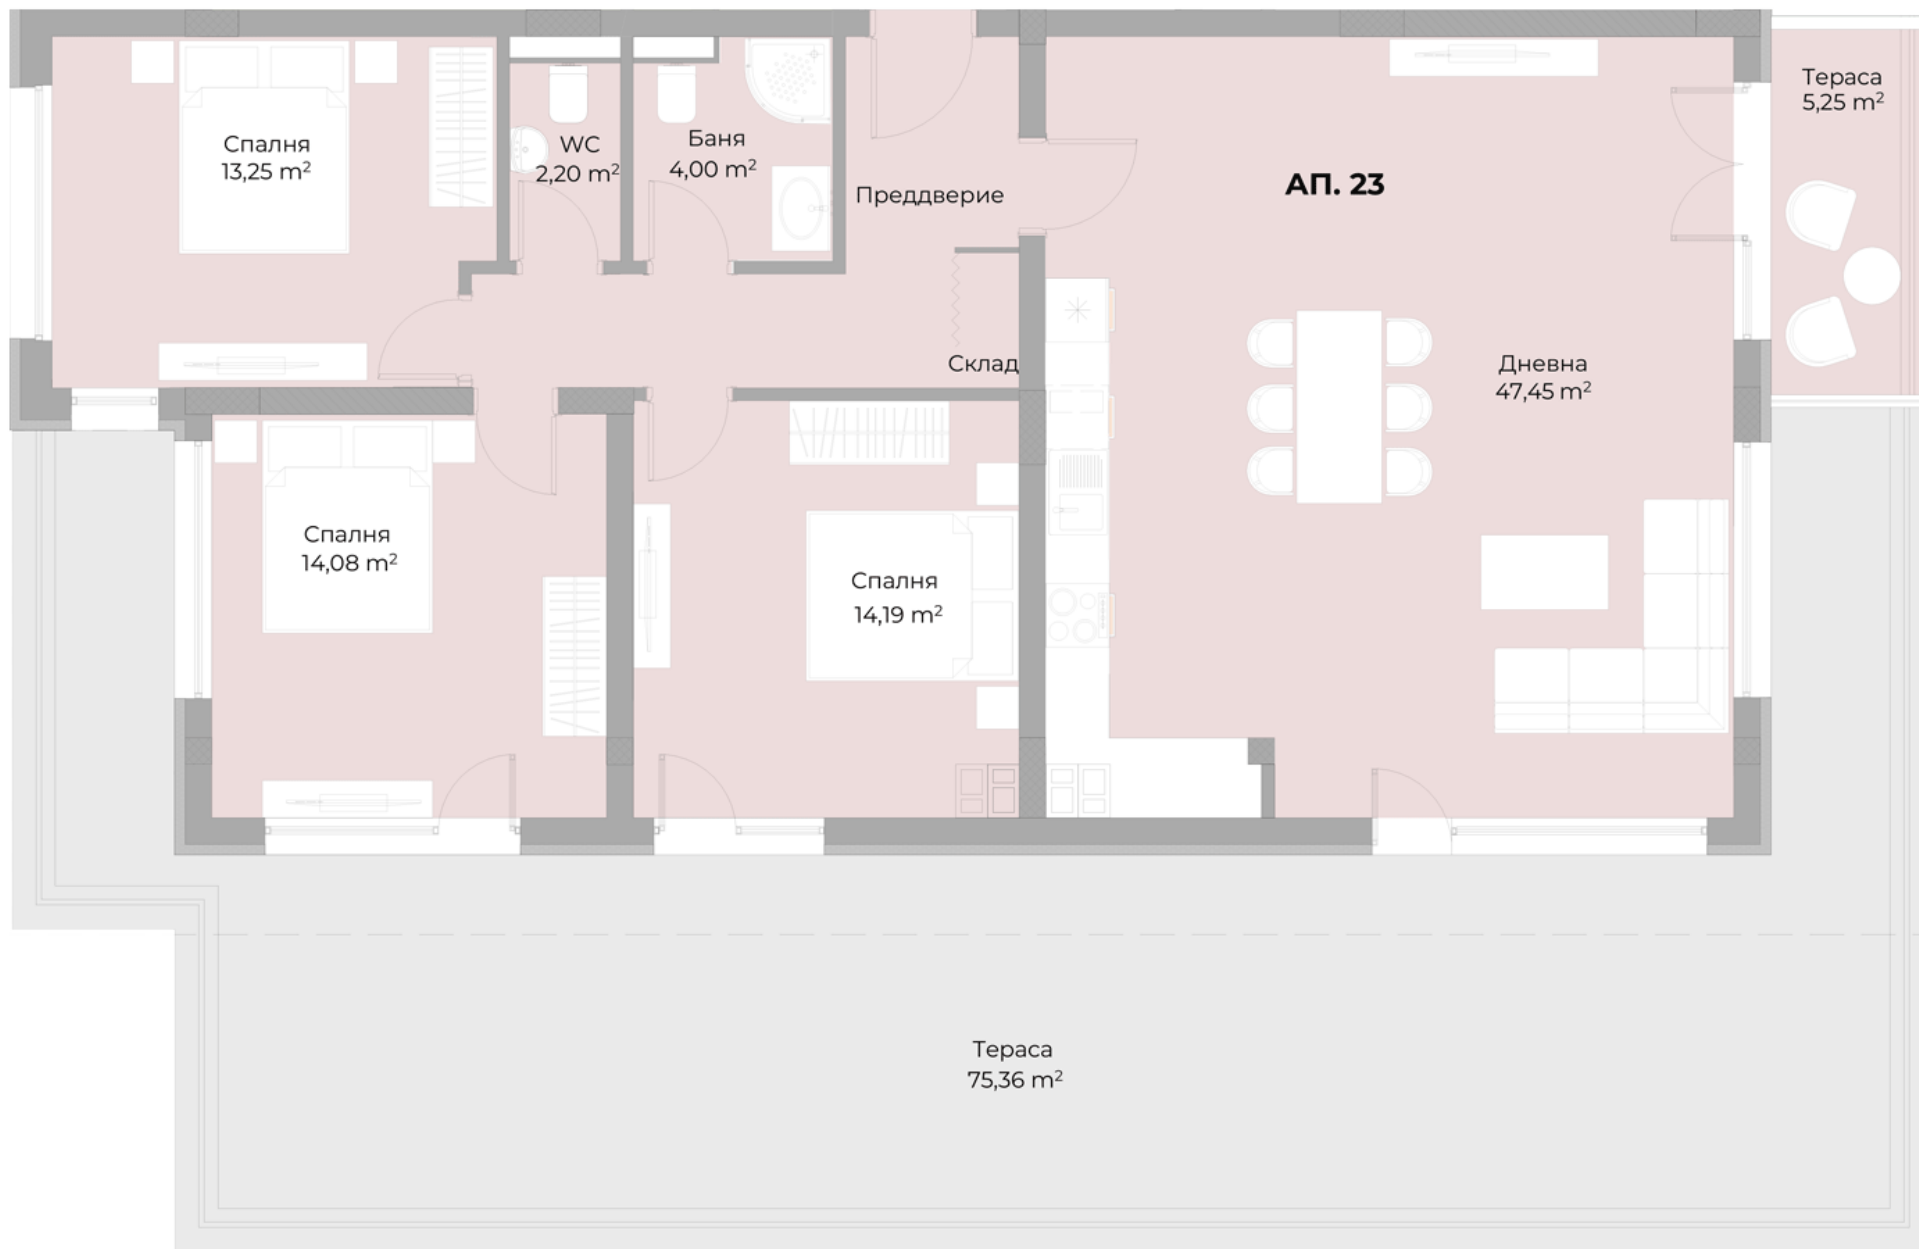 Тераса
5,25 m²
Спалня
13,25 m²
WC
2,20 m²
Баня
4,00 m²
Преддверие
АП. 23
Склад
Дневна
47,45 m²
Спалня
14,08 m²
Спалня
14,19 m²
Тераса
75,36 m²